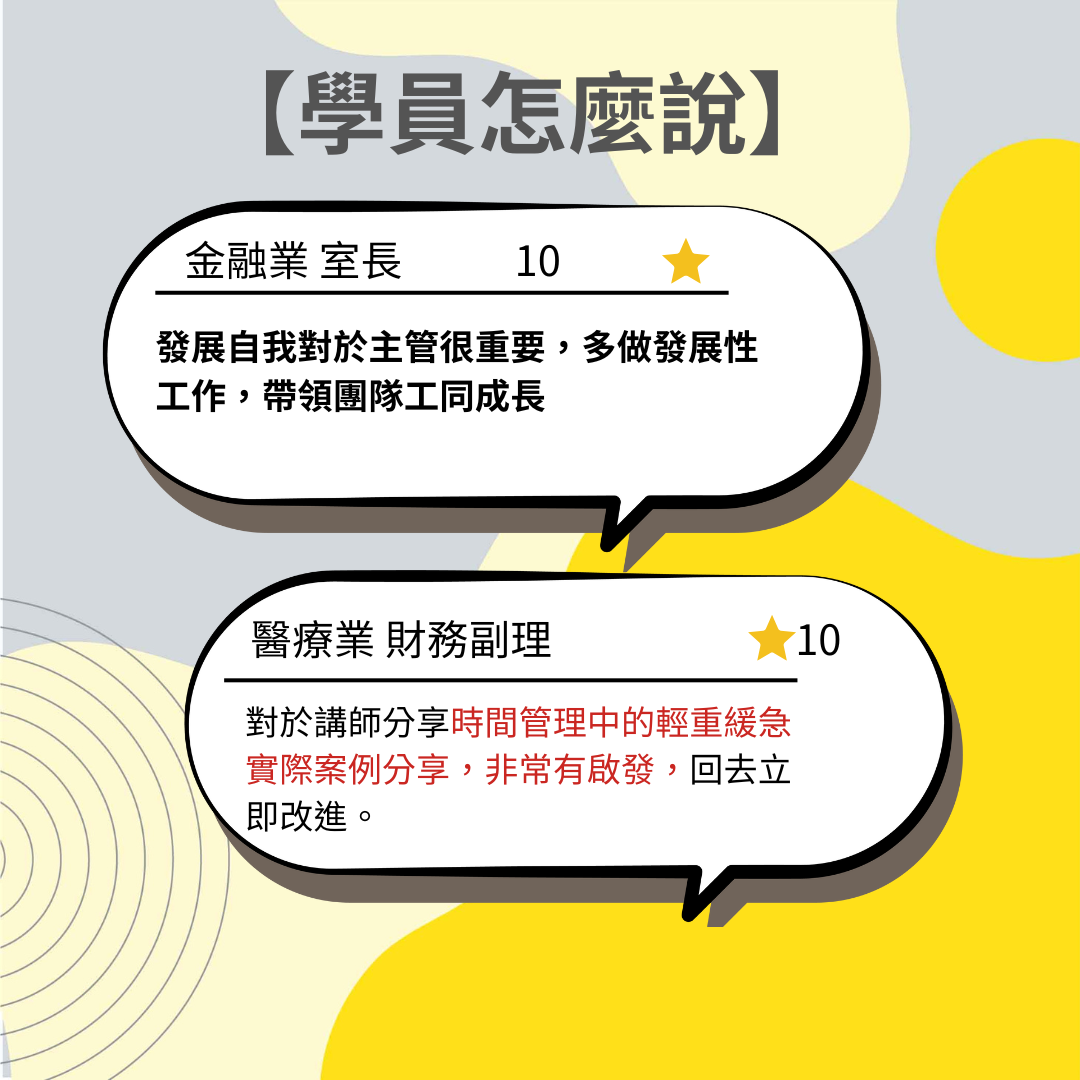 【學員怎麼說】
金融業 室長 10
發展自我對於主管很重要，多做發展性
工作，帶領團隊工同成長
醫療業 財務副理 10
對於講師分享時間管理中的輕重緩急
實際案例分享，非常有啟發，回去立
即改進。